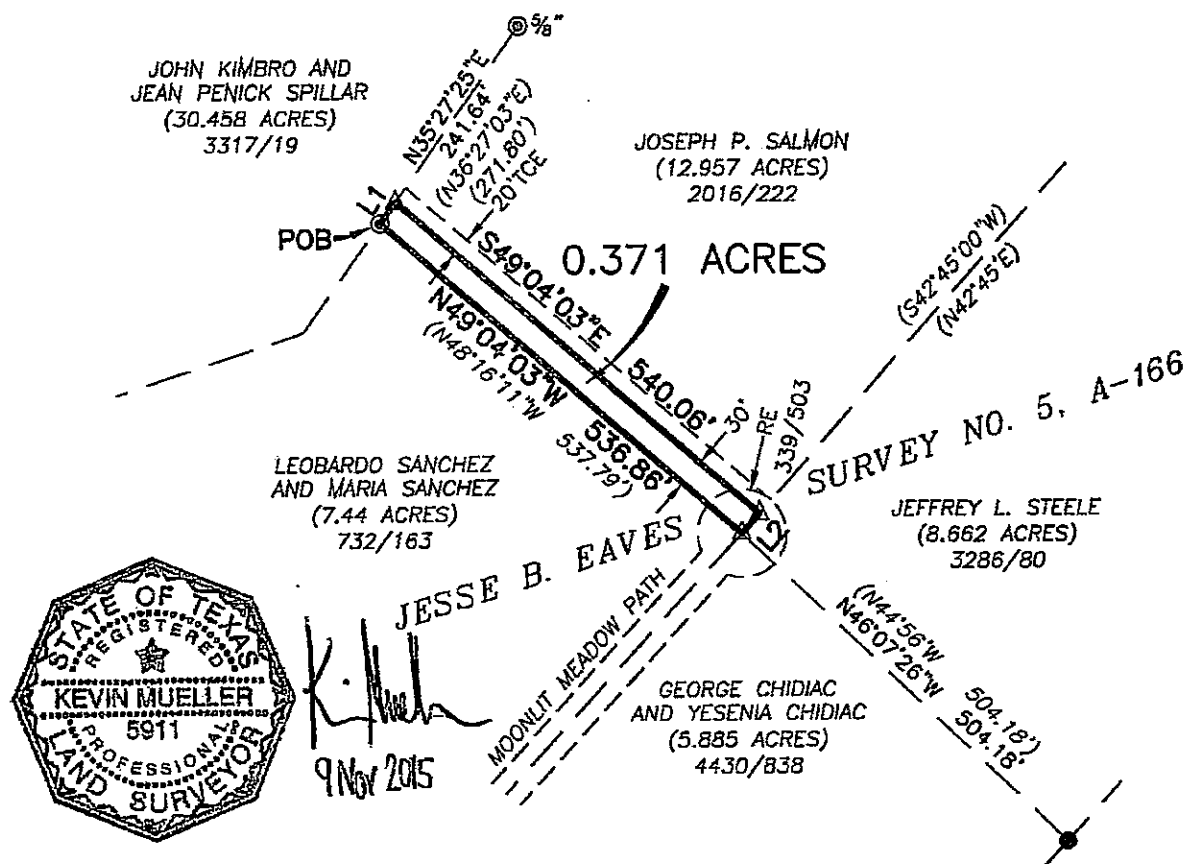 5/8"
JOHN KIMBRO AND
JEAN PENICK SPILLAR
(30.458 ACRES)
3317/19
N35°27'25"E
241.64'
(N36°27'03"E)
(271.80')
20'TCE
JOSEPH P. SALMON
(12.957 ACRES)
2016/222
L1
POB
S49°04'03"E 540.06'
0.371 ACRES
(S42°45'00"W)
(N42°45'E)
N49°04'03"W 536.86'
(N48°16'11"W 537.79')
30'
RE
339/503
SURVEY NO. 5, A-166
LEOBARDO SANCHEZ
AND MARIA SANCHEZ
(7.44 ACRES)
732/163
JEFFREY L. STEELE
(8.662 ACRES)
3286/80
L2
JESSE B. EAVES
MOONLIT MEADOW PATH
(N44°56'W 504.18')
N46°07'26"W 504.18'
GEORGE CHIDIAC
AND YESENIA CHIDIAC
(5.885 ACRES)
4430/838
STATE OF TEXAS
REGISTERED
KEVIN MUELLER
5911
PROFESSIONAL
LAND SURVEYOR
9 Nov 2015